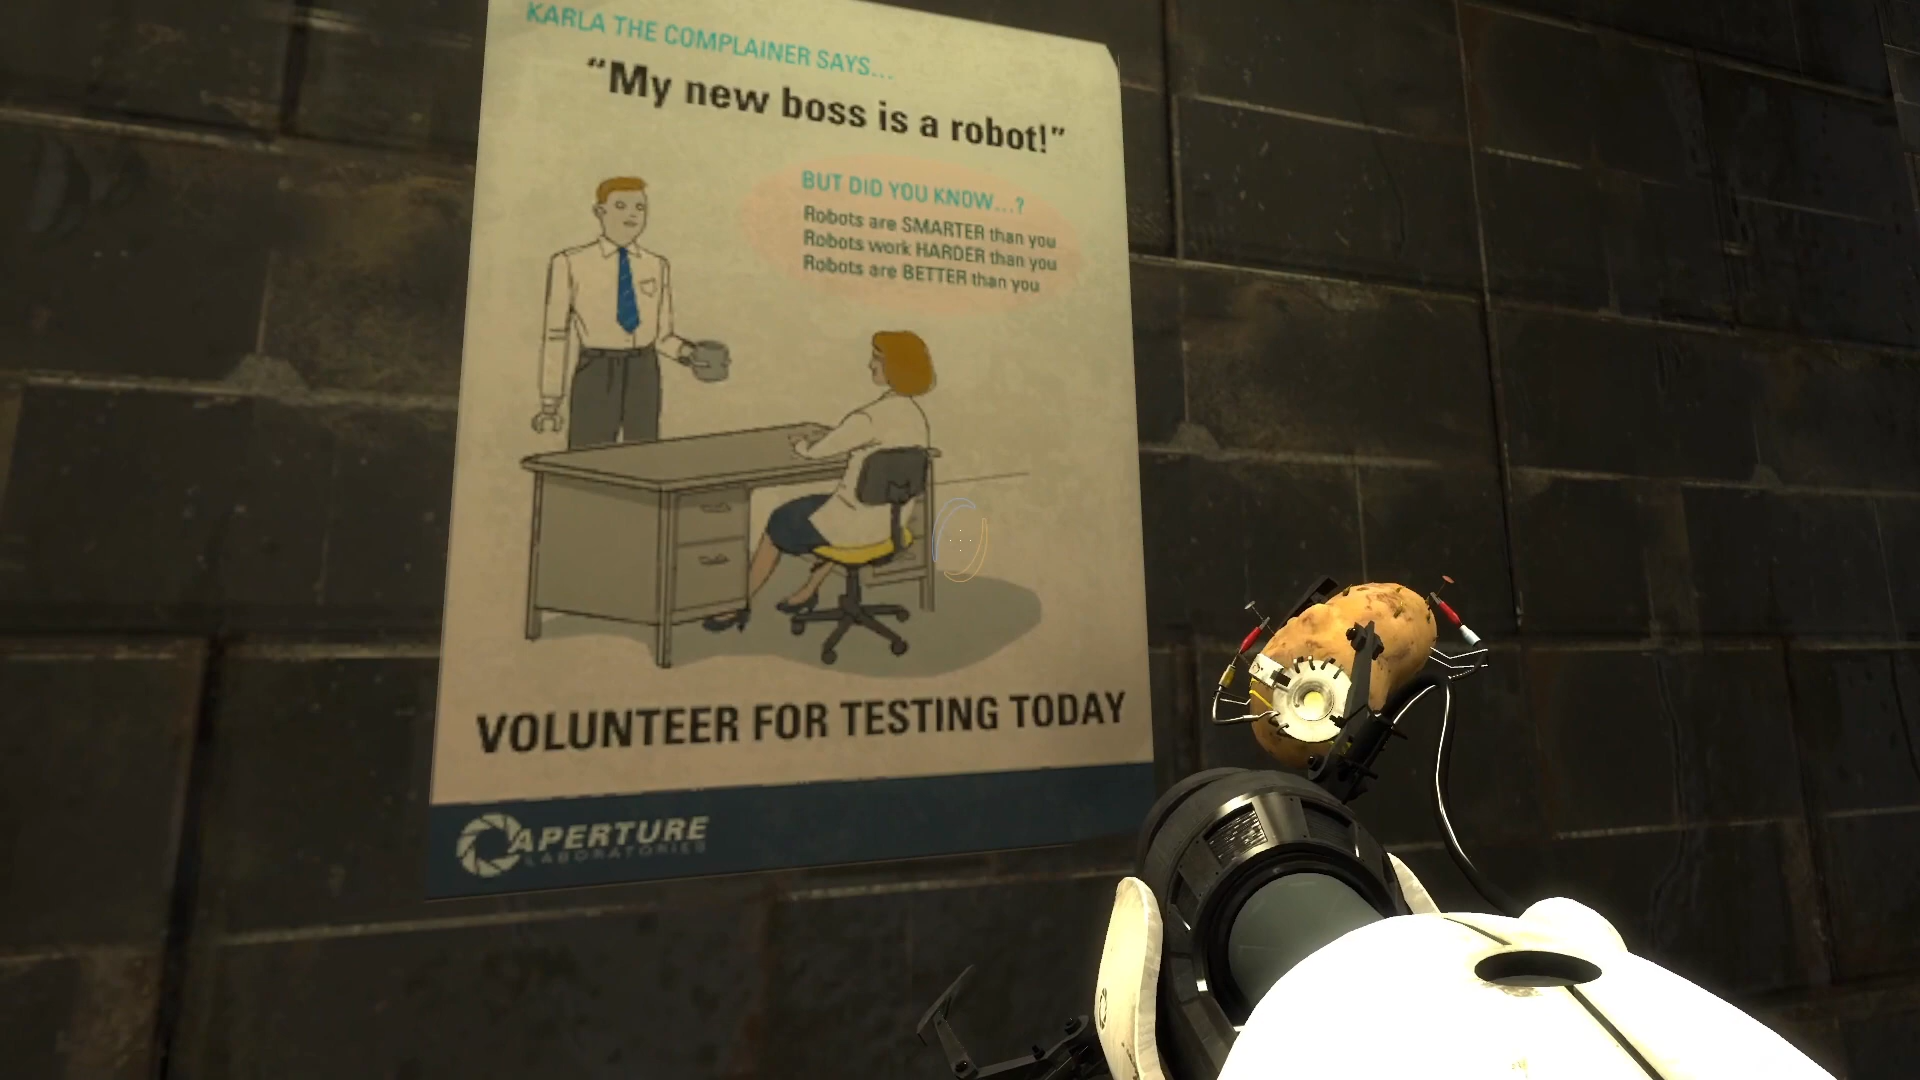 KARLA THE COMPLAINER SAYS...
"My new boss is a robot!"
BUT DID YOU KNOW...?
Robots are SMARTER than you
Robots work HARDER than you
Robots are BETTER than you
VOLUNTEER FOR TESTING TODAY
APERTURE
LABORATORIES